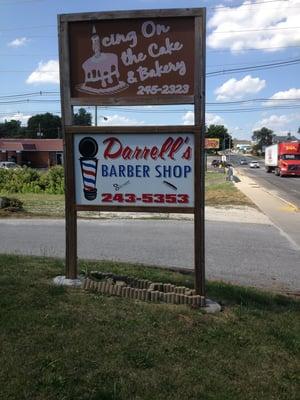 Icing On
the Cake
& Bakery
245-2323
Darrell's
BARBER SHOP
243-5353